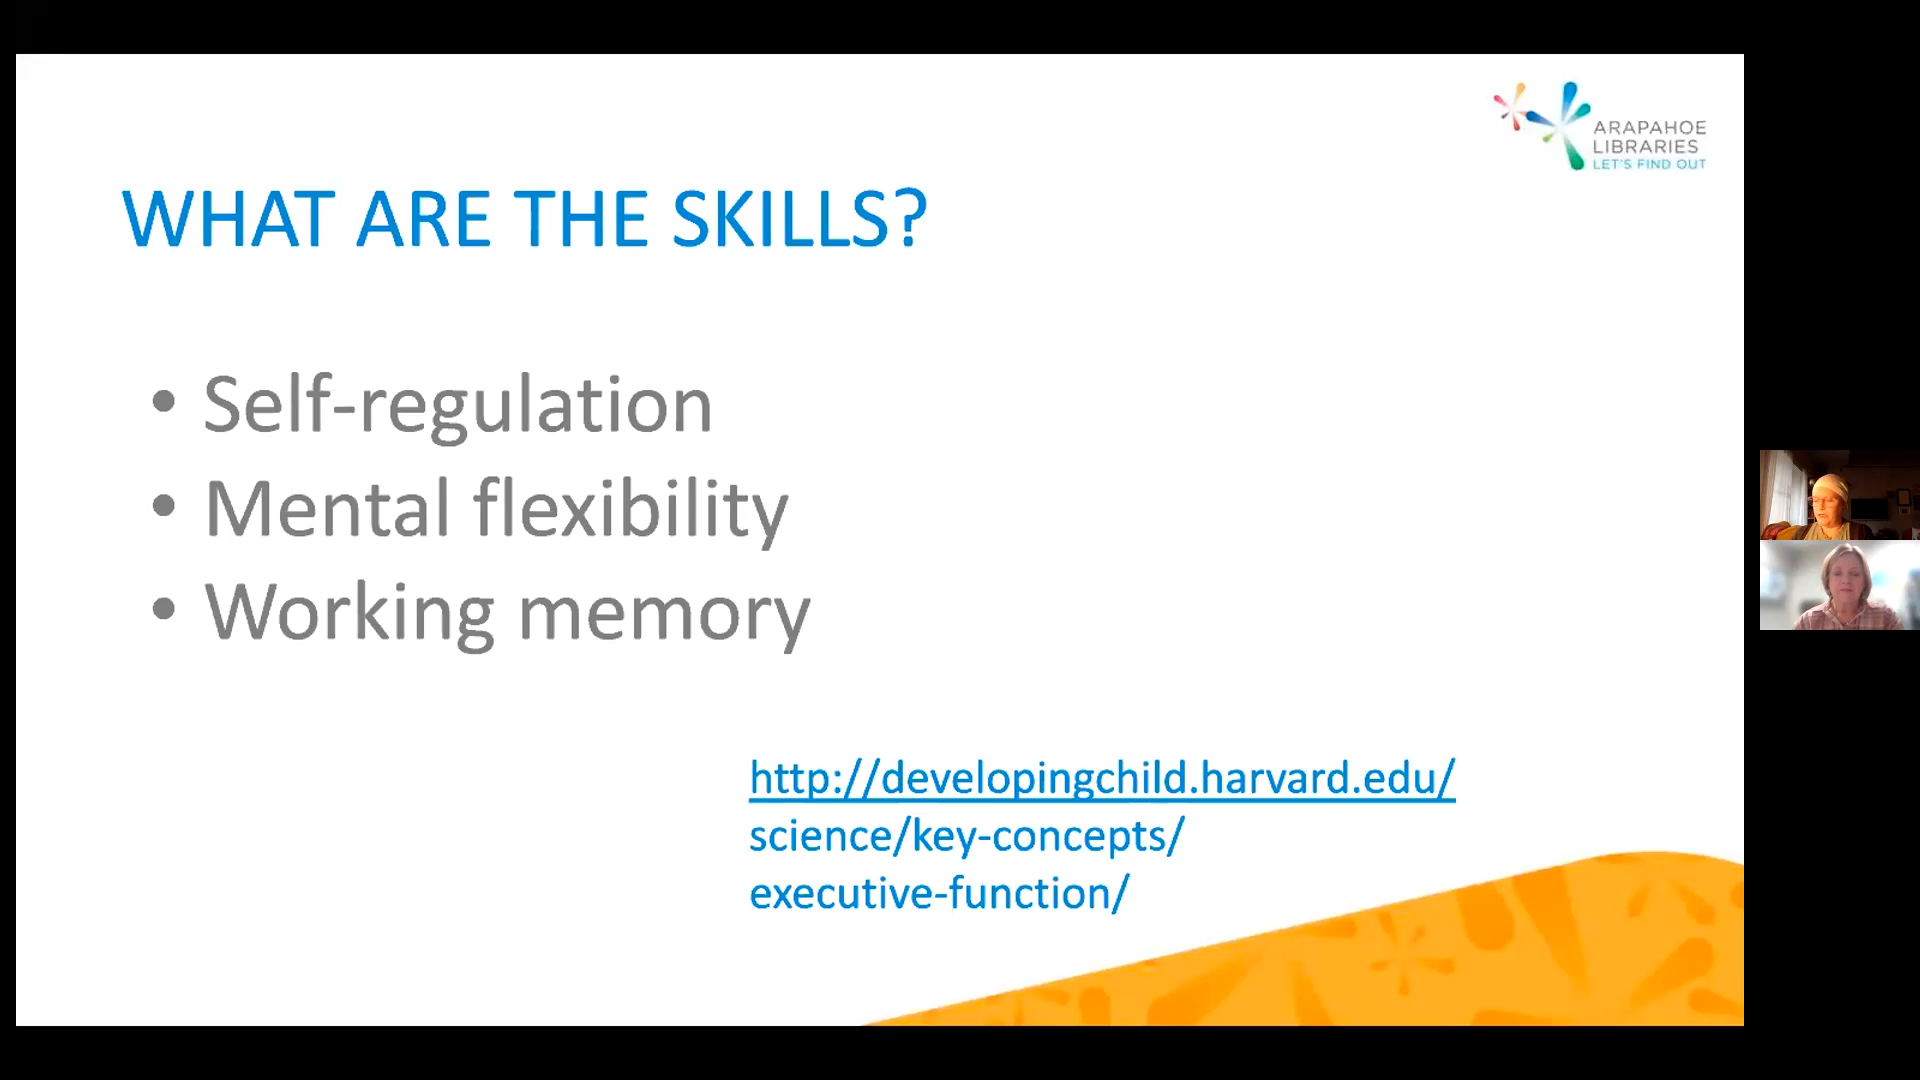 ARAPAHOE
LIBRARIES
LET'S FIND OUT
WHAT ARE THE SKILLS?
• Self-regulation
• Mental flexibility
• Working memory
http://developingchild.harvard.edu/
science/key-concepts/
executive-function/